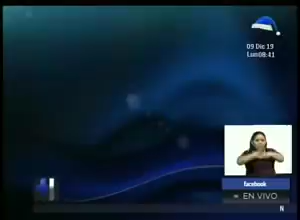 09 Dic 19
Lun08:41
facebook
EN VIVO
N